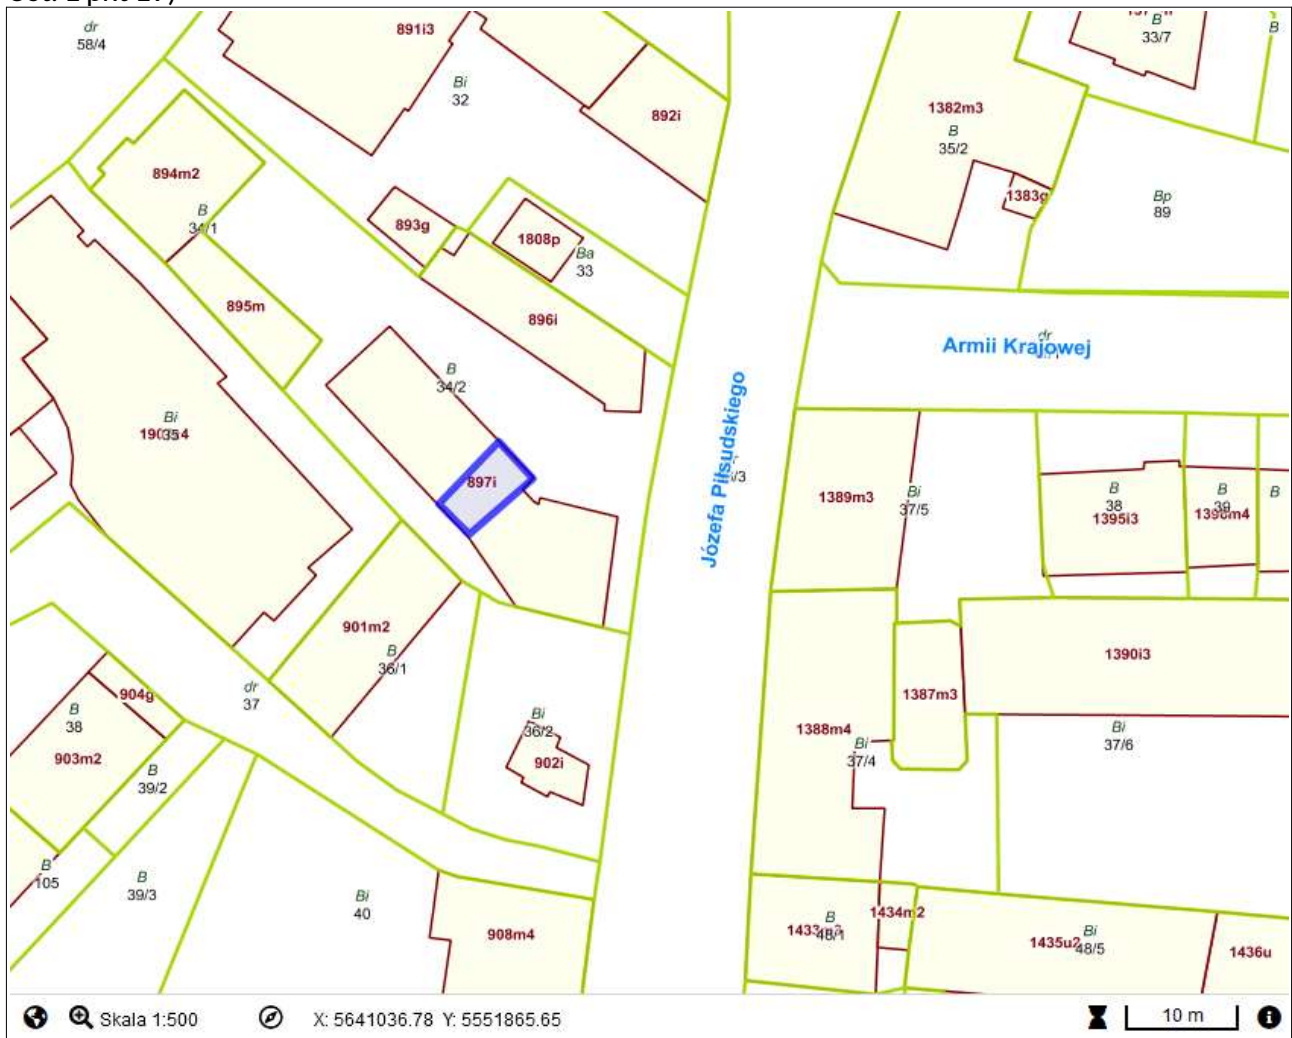 dr
58/4
891i3
Bi
32
892i
B
33/7
B
1382m3
B
35/2
1383g
Bp
89
894m2
B
34/1
893g
1808p
Ba
33
895m
896i
dr
Armii Krajowej
B
34/2
Józefa Piłsudskiego
Bi
35
897i
1389m3
Bi
37/5
B
38
1395i3
B
39
B
901m2
B
36/1
1390i3
dr
37
904g
1387m3
B
38
903m2
Bi
36/2
902i
1388m4
Bi
37/4
Bi
37/6
B
39/2
B
105
B
39/3
Bi
40
908m4
B
48/1
1434m2
1435u2
Bi
48/5
1436u
Skala 1:500
X: 5641036.78 Y: 5551865.65
10 m